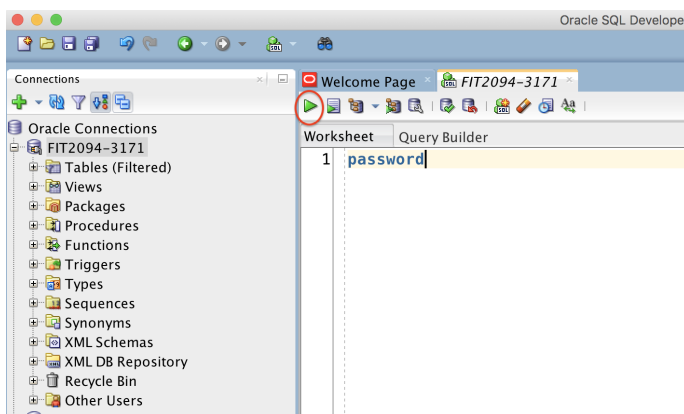 Oracle SQL Develope
Connections
Welcome Page
FIT2094-3171
Oracle Connections
FIT2094-3171
Tables (Filtered)
Views
Packages
Procedures
Functions
Triggers
Types
Sequences
Synonyms
XML Schemas
XML DB Repository
Recycle Bin
Other Users
Worksheet
Query Builder
1 password